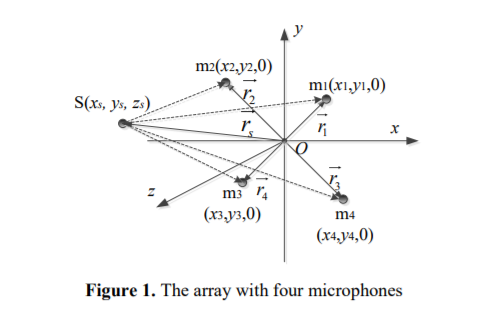 y
m2(x2,y2,0)
m1(x1,y1,0)
S(xs, ys, zs)
r2
rs
r1
x
O
z
m3
r4
r3
(x3,y3,0)
m4
(x4,y4,0)
Figure 1. The array with four microphones